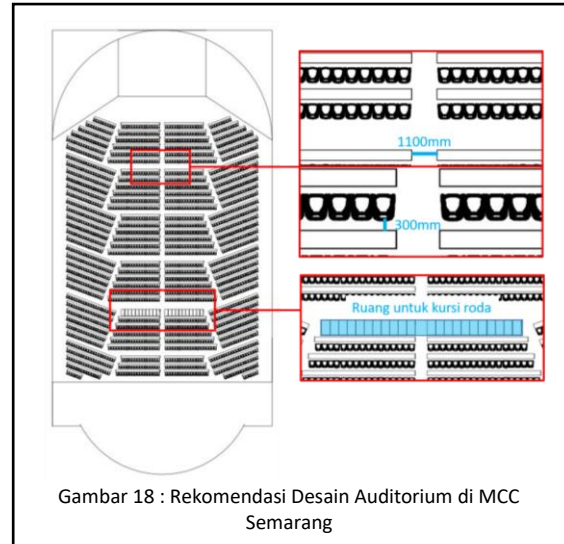 1100mm
300mm
Ruang untuk kursi roda
Gambar 18 : Rekomendasi Desain Auditorium di MCC
Semarang